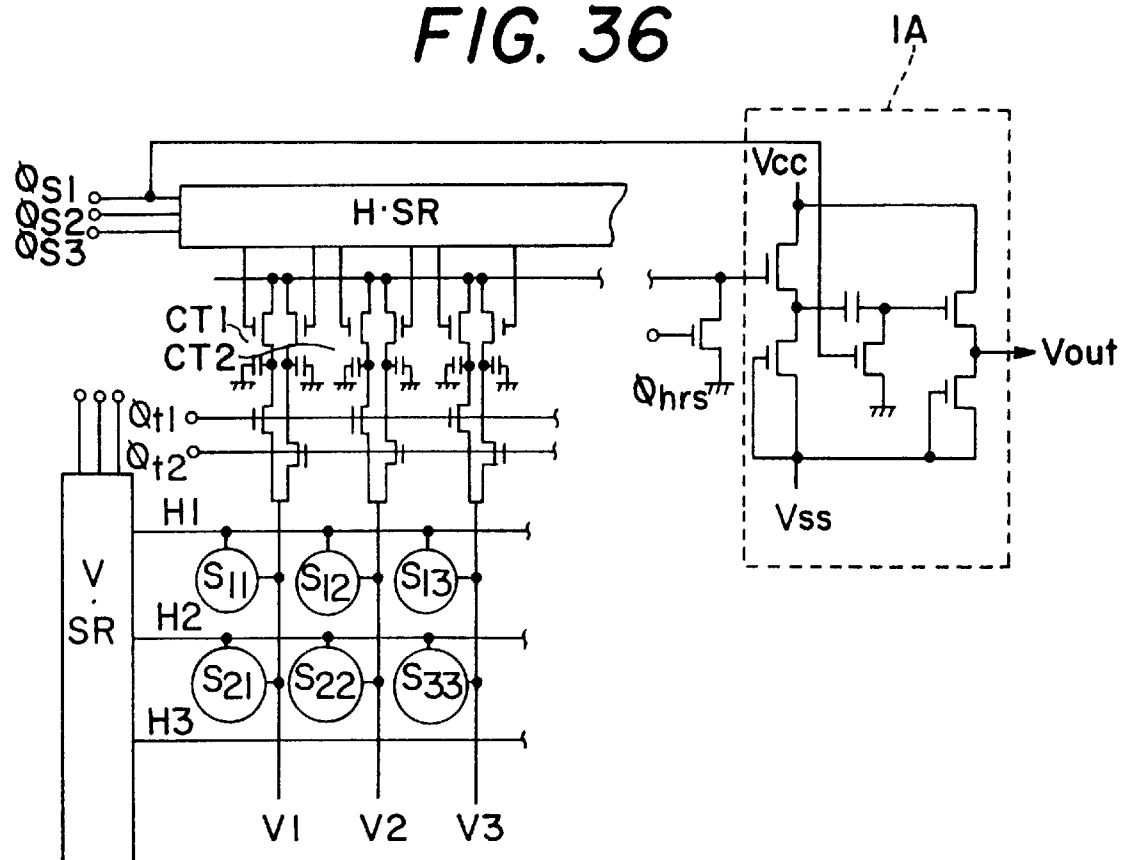 FIG. 36
1A
Vcc
ØS1
ØS2
ØS3
H·SR
CT1
CT2
Øhrs
Vout
Øt1
Øt2
Vss
H1
V·SR
S11
S12
S13
H2
S21
S22
S33
H3
V1
V2
V3